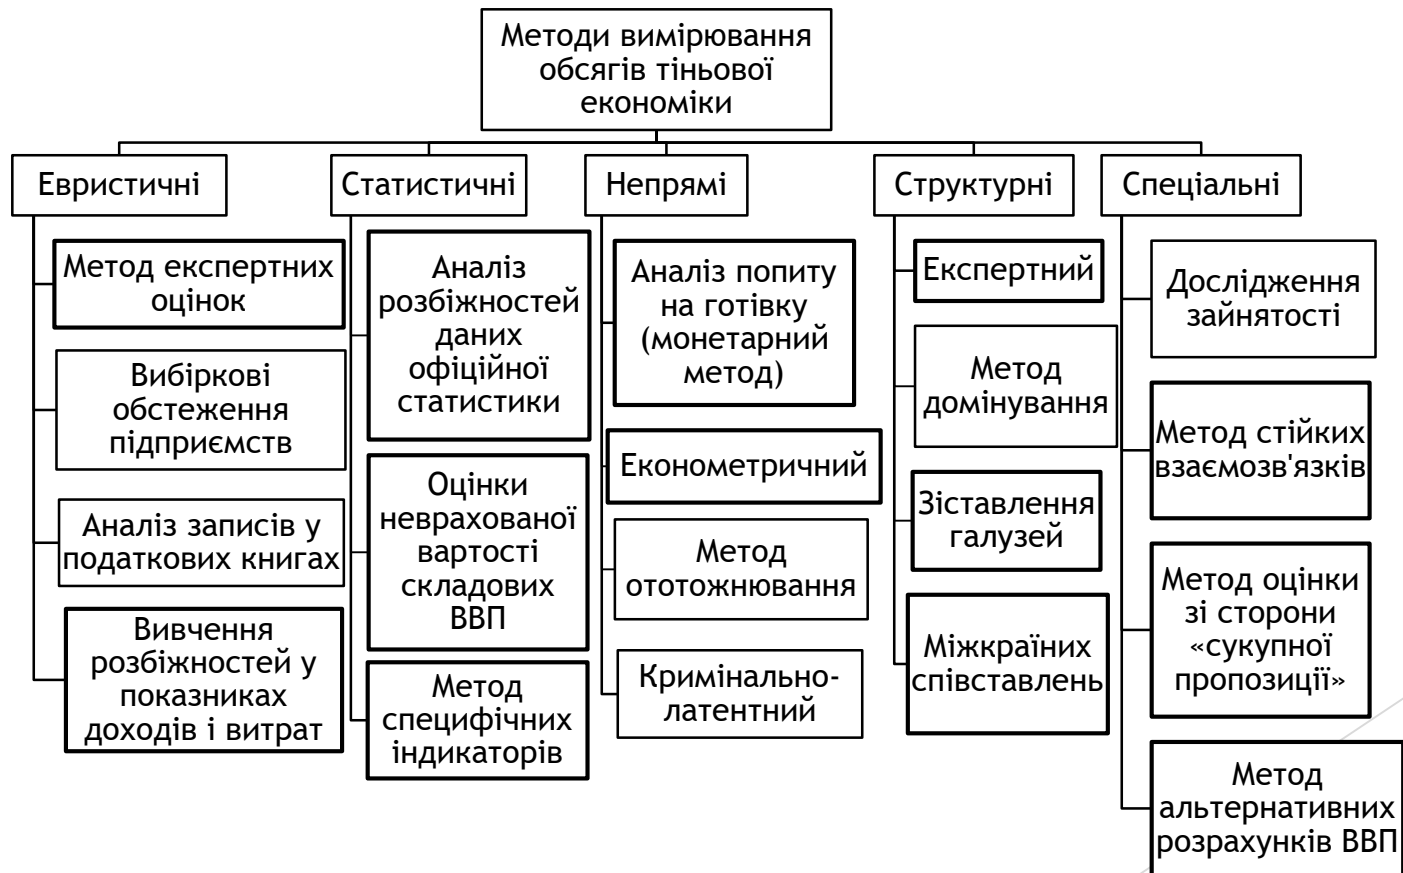 Методи вимірювання
обсягів тіньової
економіки
Евристичні
Статистичні
Непрямі
Структурні
Спеціальні
Метод експертних
оцінок
Вибіркові
обстеження
підприємств
Аналіз записів у
податкових книгах
Вивчення
розбіжностей у
показниках
доходів і витрат
Аналіз
розбіжностей
даних
офіційної
статистики
Оцінки
неврахованої
вартості
складових
ВВП
Метод
специфічних
індикаторів
Аналіз попиту
на готівку
(монетарний
метод)
Економетричний
Метод
ототожнювання
Кримінально-
латентний
Експертний
Метод
домінування
Зіставлення
галузей
Міжкраїних
співставлень
Дослідження
зайнятості
Метод стійких
взаємозв'язків
Метод оцінки
зі сторони
«сукупної
пропозиції»
Метод
альтернативних
розрахунків ВВП